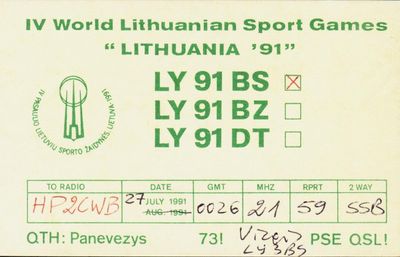 IV World Lithuanian Sport Games
"LITHUANIA '91"
LY 91 BS
LY 91 BZ
LY 91 DT
IV PASAULIO LIETUVIŲ SPORTO ŽAIDYNĖS, LIETUVA-1991
TO RADIO DATE GMT MHZ RPRT 2 WAY
HP2CWB 27 JULY 1991 0026 21 59 SSB
AUG. 1991
QTH: Panevezys 73! PSE QSL!
LY3BS